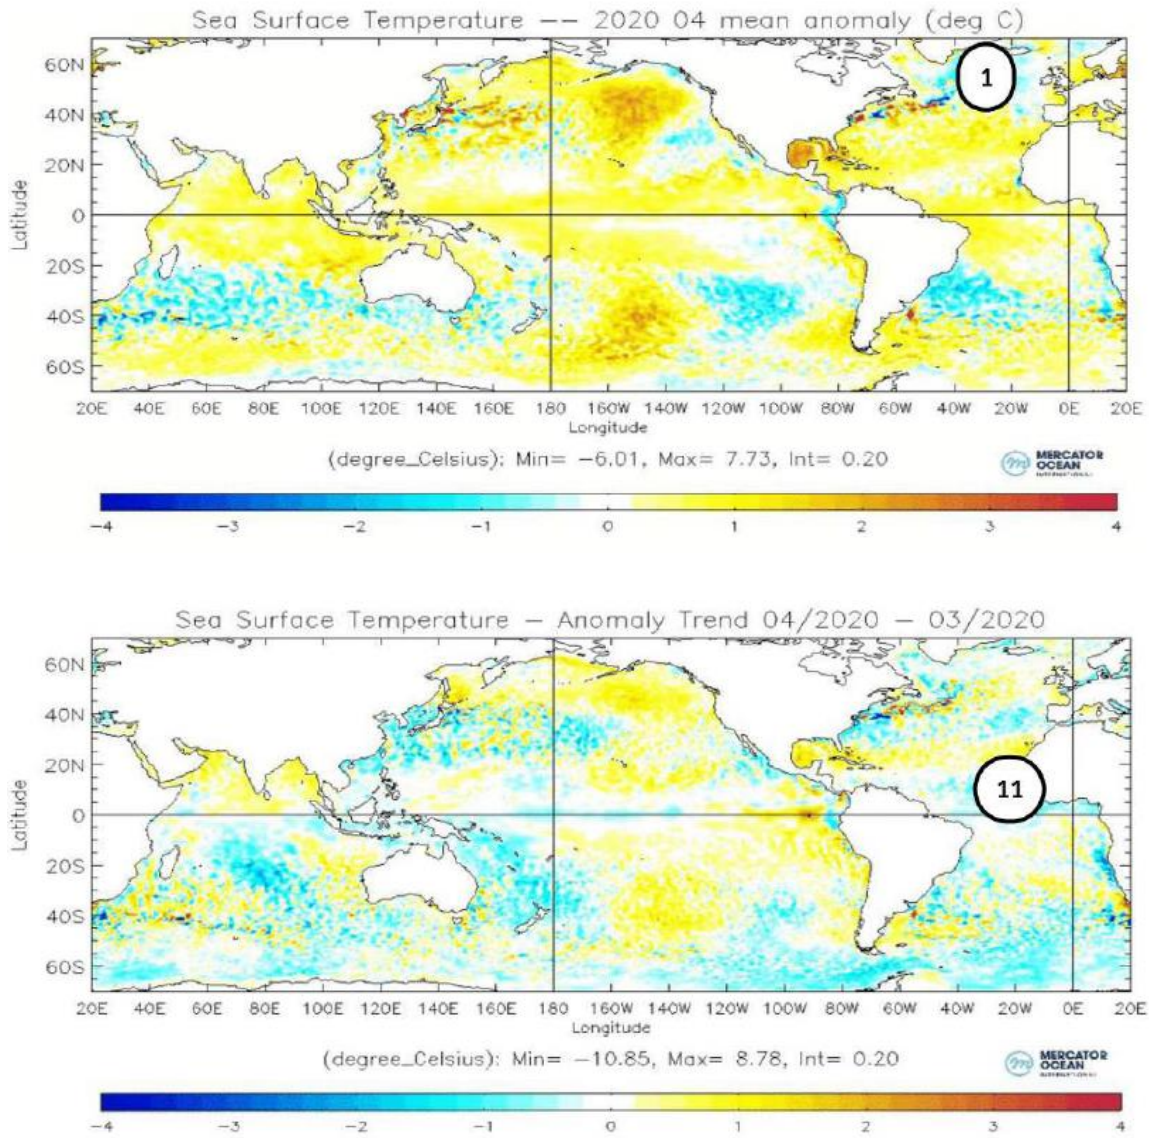 Sea Surface Temperature -- 2020 04 mean anomaly (deg C)
1
60N
40N
20N
0
20S
40S
60S
Latitude
20E 40E 60E 80E 100E 120E 140E 160E 180 160W 140W 120W 100W 80W 60W 40W 20W 0E 20E
Longitude
(degree_Celsius): Min= -6.01, Max= 7.73, Int= 0.20
MERCATOR
OCEAN
INTERNATIONAL
-4 -3 -2 -1 0 1 2 3 4
Sea Surface Temperature - Anomaly Trend 04/2020 - 03/2020
60N
40N
20N
11
0
20S
40S
60S
Latitude
20E 40E 60E 80E 100E 120E 140E 160E 180 160W 140W 120W 100W 80W 60W 40W 20W 0E 20E
Longitude
(degree_Celsius): Min= -10.85, Max= 8.78, Int= 0.20
MERCATOR
OCEAN
INTERNATIONAL
-4 -3 -2 -1 0 1 2 3 4